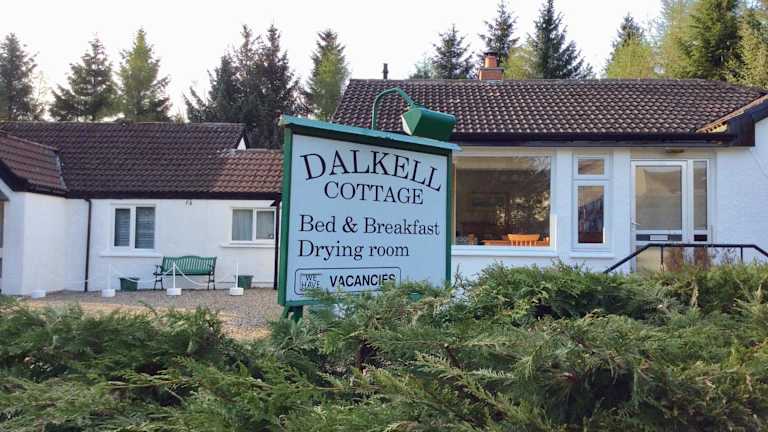 DALKELL
COTTAGE
Bed & Breakfast
Drying room
WE HAVE VACANCIES